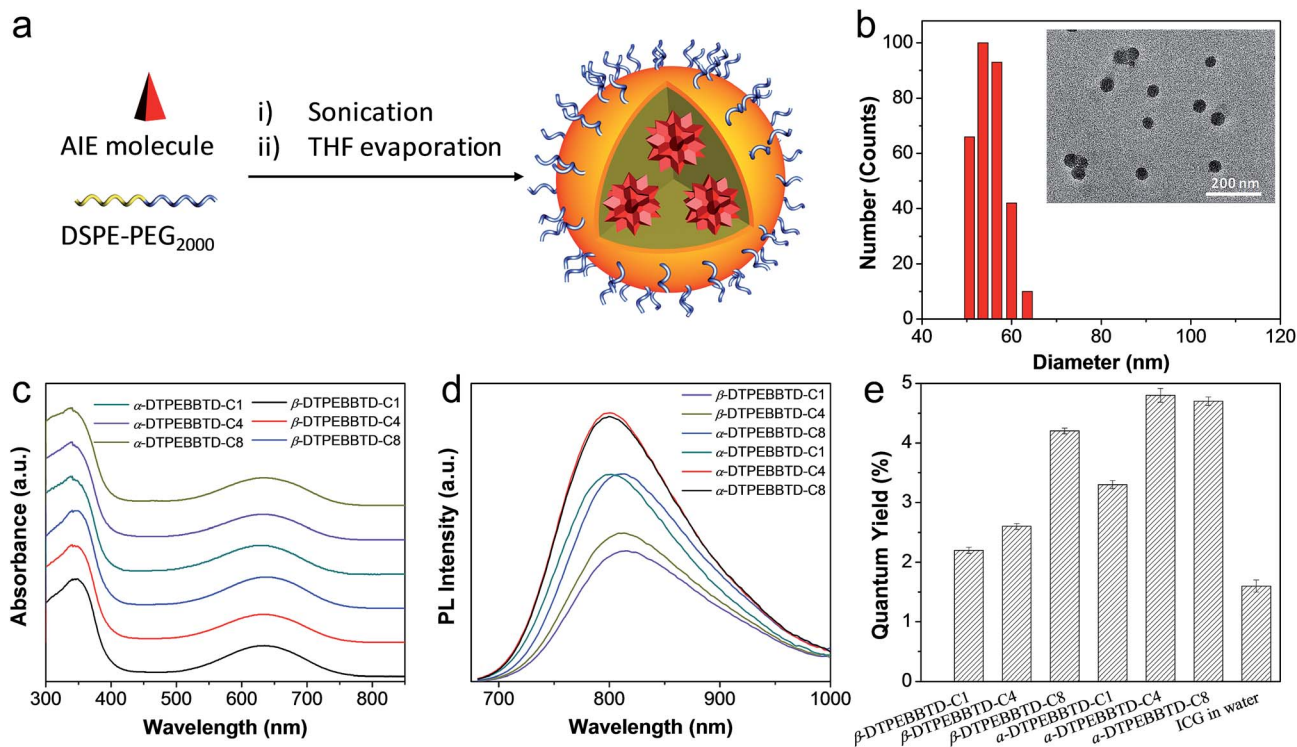 a
AIE molecule
DSPE-PEG2000
i) Sonication
ii) THF evaporation
b
Number (Counts)
100
80
60
40
20
0
40 60 80 100 120
Diameter (nm)
200 nm
c
Absorbance (a.u.)
α-DTPEBBTD-C1 β-DTPEBBTD-C1
α-DTPEBBTD-C4 β-DTPEBBTD-C4
α-DTPEBBTD-C8 β-DTPEBBTD-C8
300 400 500 600 700 800
Wavelength (nm)
d
PL Intensity (a.u.)
β-DTPEBBTD-C1
β-DTPEBBTD-C4
α-DTPEBBTD-C8
α-DTPEBBTD-C1
α-DTPEBBTD-C4
α-DTPEBBTD-C8
700 800 900 1000
Wavelength (nm)
e
Quantum Yield (%)
5
4
3
2
1
0
β-DTPEBBTD-C1
β-DTPEBBTD-C4
β-DTPEBBTD-C8
α-DTPEBBTD-C1
α-DTPEBBTD-C4
α-DTPEBBTD-C8
ICG in water